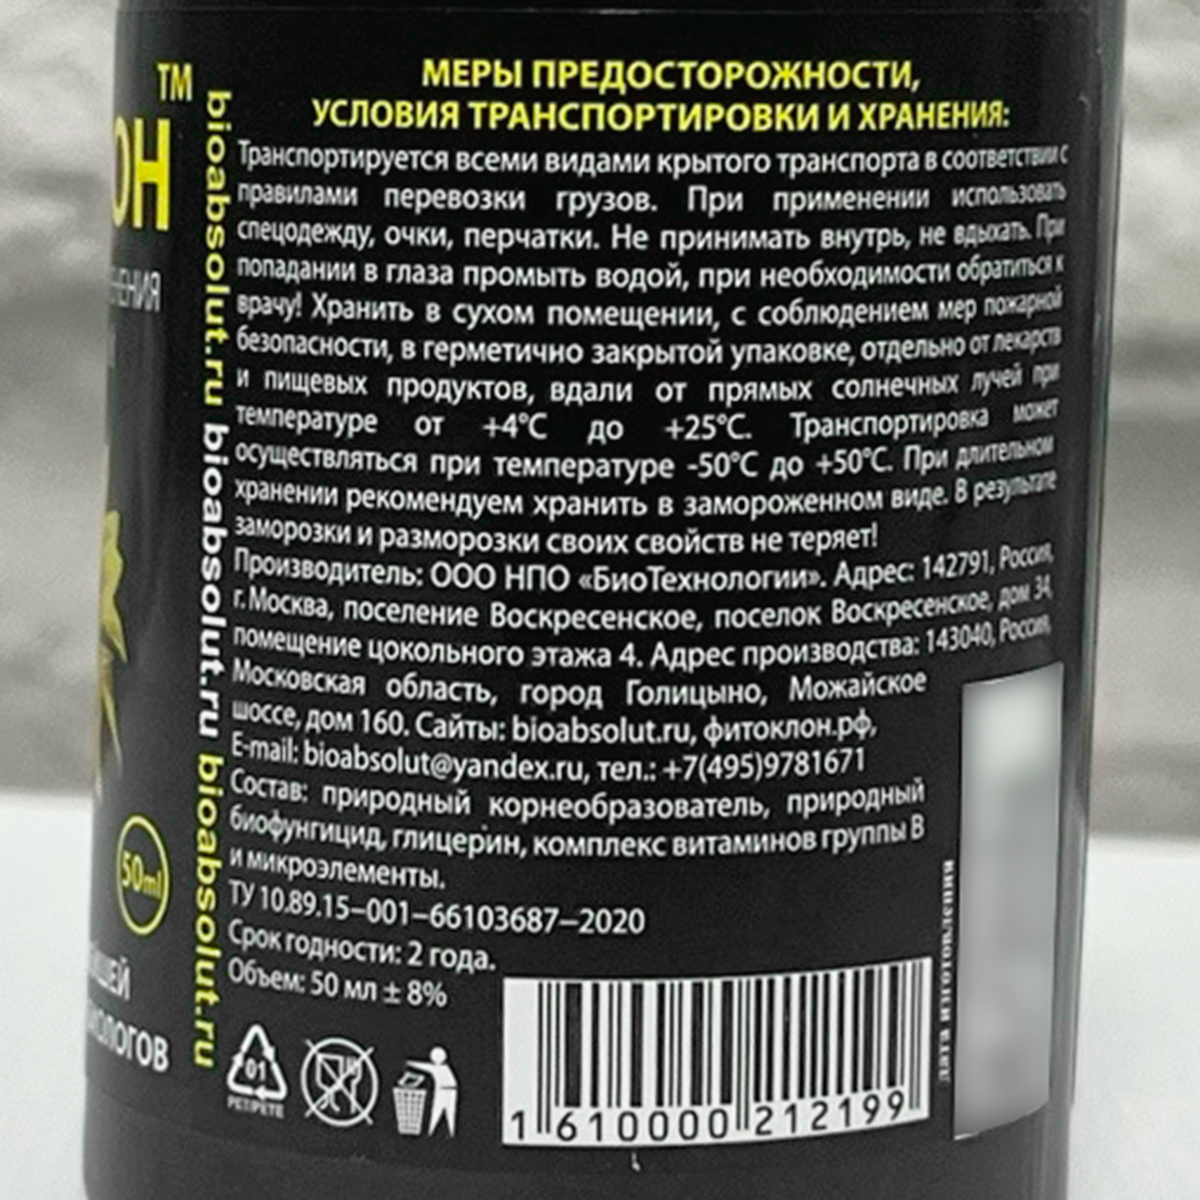 МЕРЫ ПРЕДОСТОРОЖНОСТИ,
УСЛОВИЯ ТРАНСПОРТИРОВКИ И ХРАНЕНИЯ:
Транспортируется всеми видами крытого транспорта в соответствии с
правилами перевозки грузов. При применении использовать
спецодежду, очки, перчатки. Не принимать внутрь, не вдыхать. При
попадании в глаза промыть водой, при необходимости обратиться к
врачу! Хранить в сухом помещении, с соблюдением мер пожарной
безопасности, в герметично закрытой упаковке, отдельно от лекарств
и пищевых продуктов, вдали от прямых солнечных лучей при
температуре от +4°C до +25°C. Транспортировка может
осуществляться при температуре -50°C до +50°C. При длительном
хранении рекомендуем хранить в замороженном виде. В результате
заморозки и разморозки своих свойств не теряет!
Производитель: ООО НПО «БиоТехнологии». Адрес: 142791, Россия,
г. Москва, поселение Воскресенское, поселок Воскресенское, дом 34,
помещение цокольного этажа 4. Адрес производства: 143040, Россия,
Московская область, город Голицыно, Можайское
шоссе, дом 160. Сайты: bioabsolut.ru, фитоклон.рф,
E-mail: bioabsolut@yandex.ru, тел.: +7(495)9781671
Состав: природный корнеобразователь, природный
биофунгицид, глицерин, комплекс витаминов группы В
и микроэлементы.
ТУ 10.89.15–001–66103687–2020
Срок годности: 2 года.
Объем: 50 мл ± 8%
01
PET/PETE
1 610000 212199
Дата изготовления
bioabsolut.ru bioabsolut.ru bioabsolut.ru
ОН™
50ml